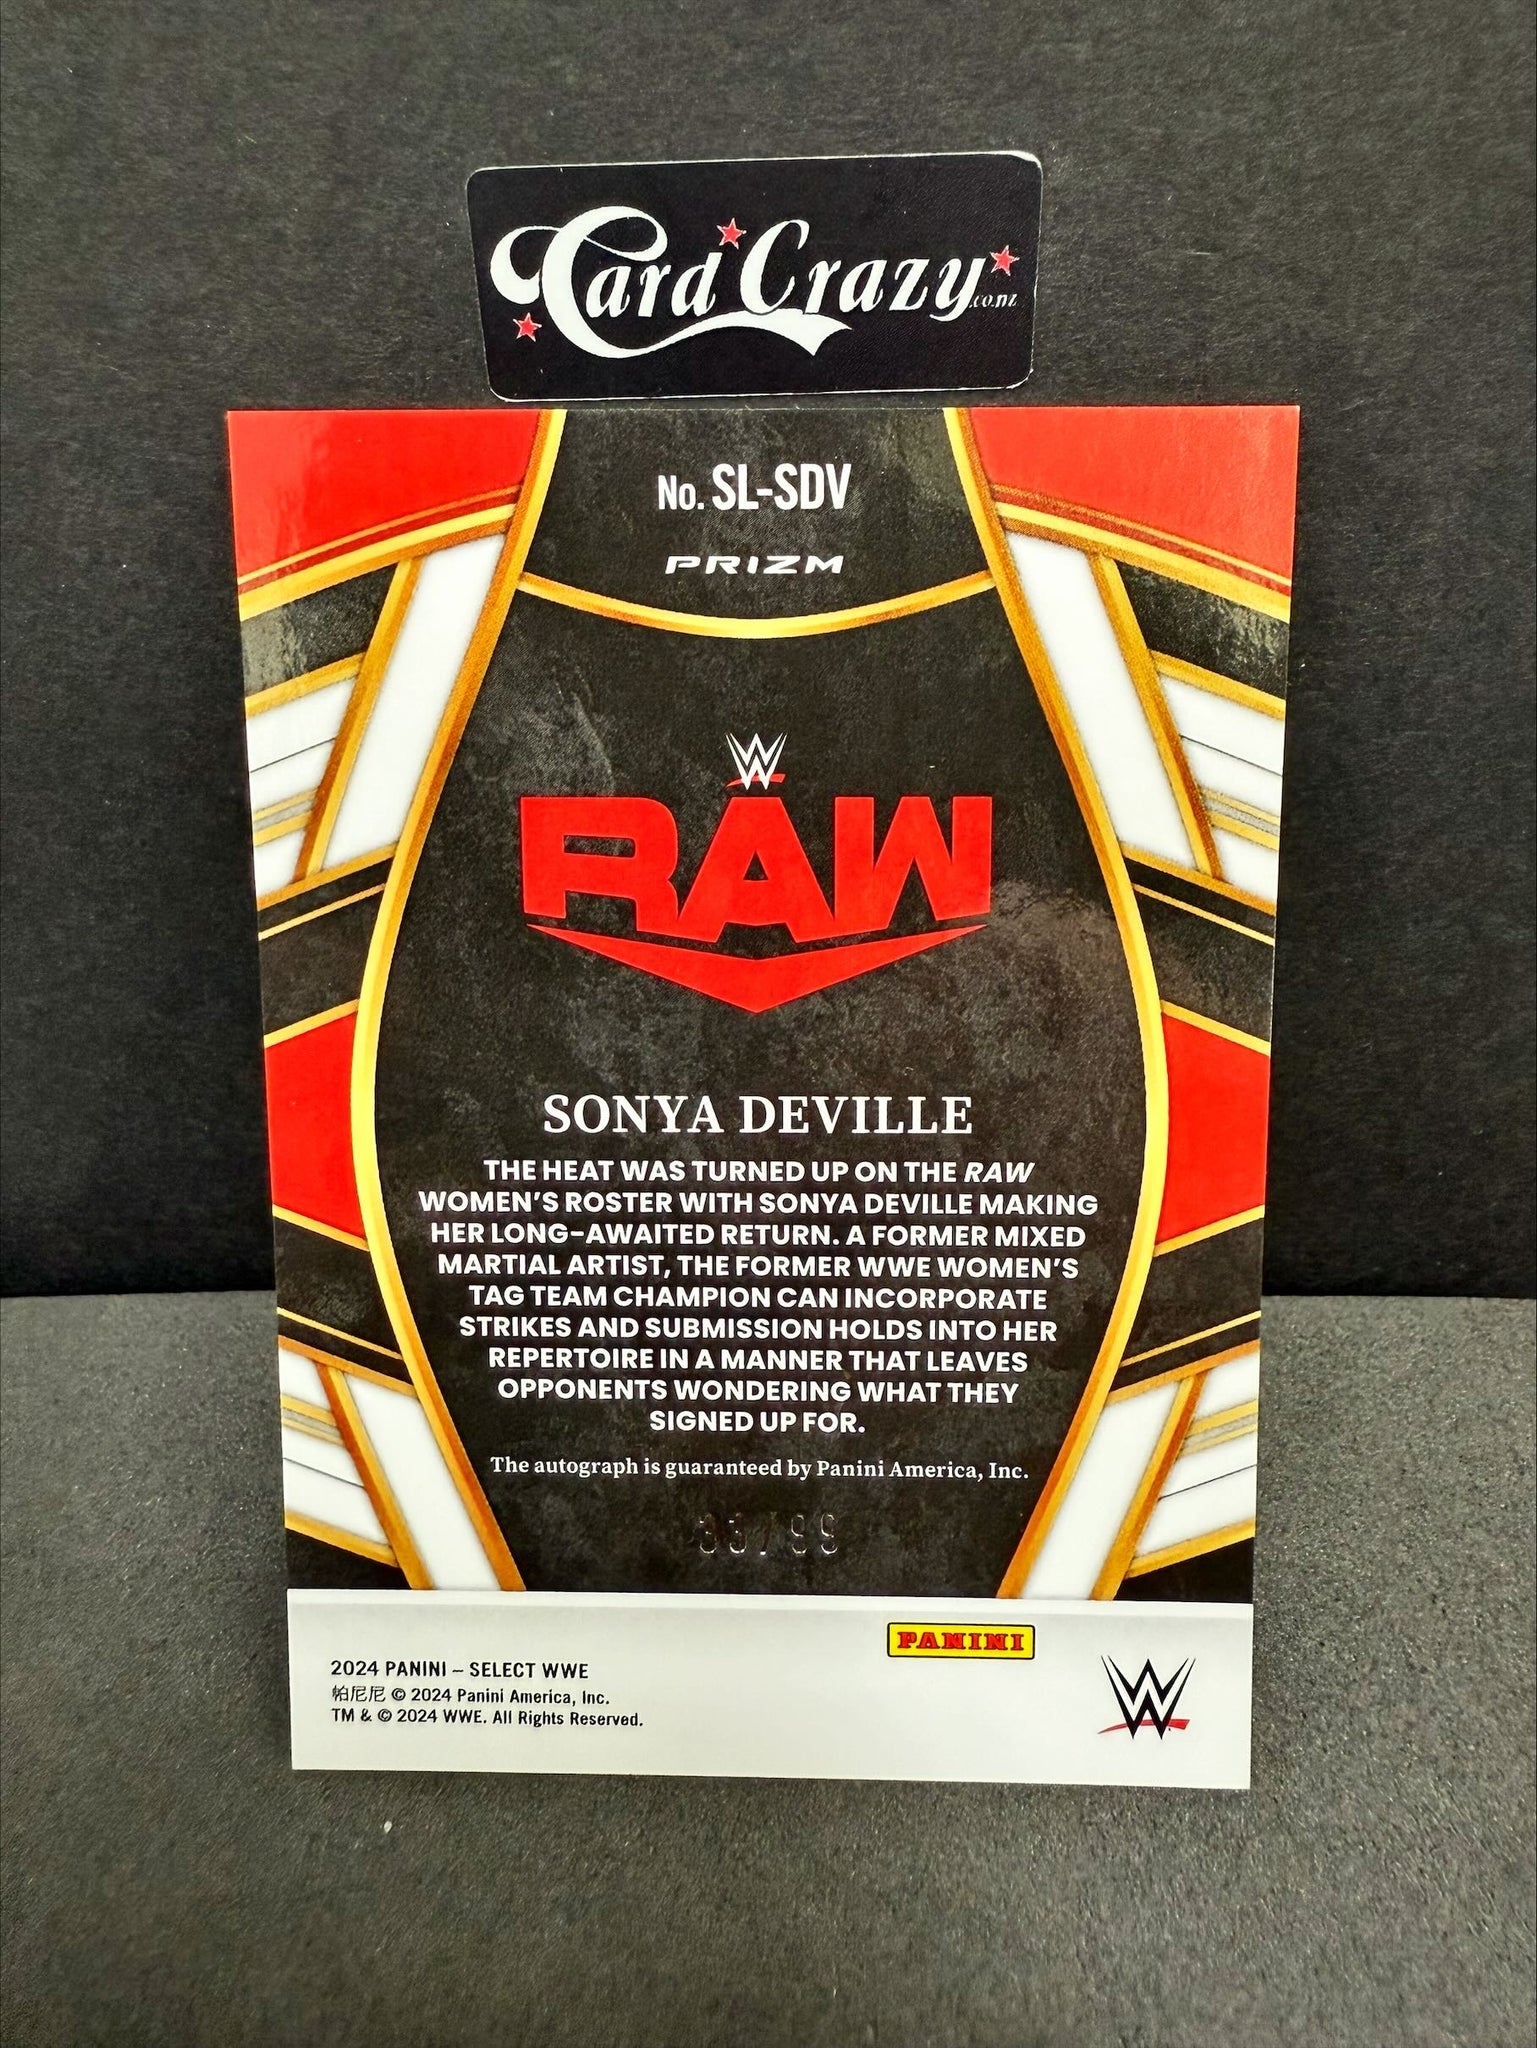 Card Crazy.co.nz
No. SL-SDV
PRIZM
W
RAW
SONYA DEVILLE
THE HEAT WAS TURNED UP ON THE RAW
WOMEN'S ROSTER WITH SONYA DEVILLE MAKING
HER LONG-AWAITED RETURN. A FORMER MIXED
MARTIAL ARTIST, THE FORMER WWE WOMEN'S
TAG TEAM CHAMPION CAN INCORPORATE
STRIKES AND SUBMISSION HOLDS INTO HER
REPERTOIRE IN A MANNER THAT LEAVES
OPPONENTS WONDERING WHAT THEY
SIGNED UP FOR.
The autograph is guaranteed by Panini America, Inc.
33/99
PANINI
2024 PANINI – SELECT WWE
帕尼尼 © 2024 Panini America, Inc.
TM & © 2024 WWE. All Rights Reserved.
W